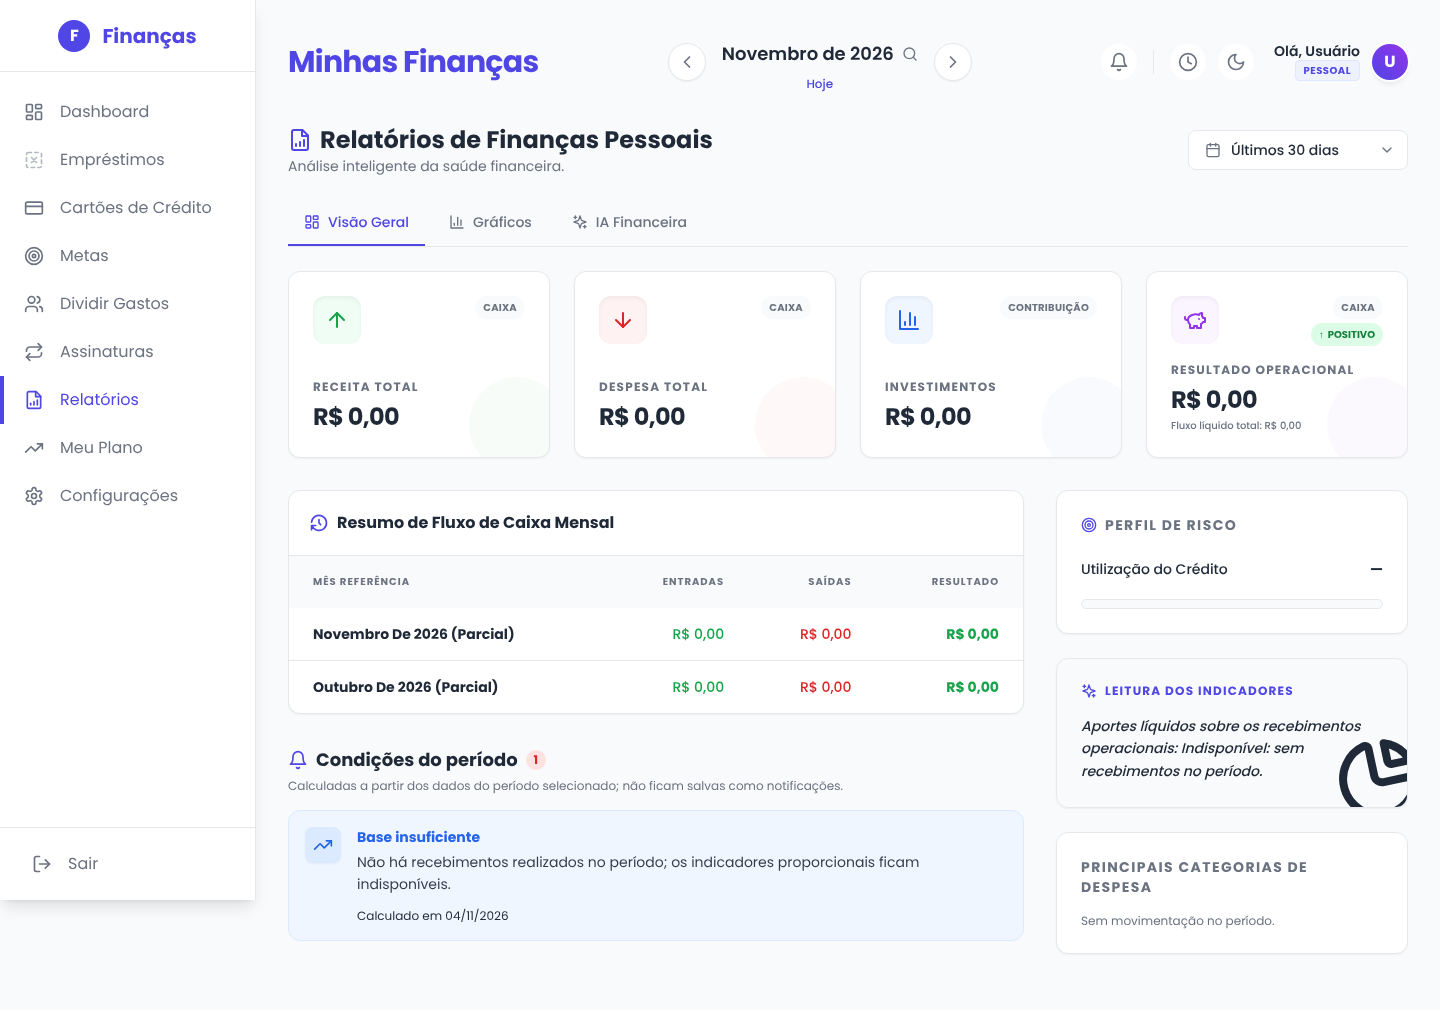 F Finanças
Dashboard
Empréstimos
Cartões de Crédito
Metas
Dividir Gastos
Assinaturas
Relatórios
Meu Plano
Configurações
Sair
Minhas Finanças
Novembro de 2026
Hoje
Olá, Usuário
PESSOAL
U
Relatórios de Finanças Pessoais
Análise inteligente da saúde financeira.
Últimos 30 dias
Visão Geral
Gráficos
IA Financeira
CAIXA
RECEITA TOTAL
R$ 0,00
CAIXA
DESPESA TOTAL
R$ 0,00
CONTRIBUIÇÃO
INVESTIMENTOS
R$ 0,00
CAIXA
↑ POSITIVO
RESULTADO OPERACIONAL
R$ 0,00
Fluxo líquido total: R$ 0,00
Resumo de Fluxo de Caixa Mensal
MÊS REFERÊNCIA ENTRADAS SAÍDAS RESULTADO
Novembro De 2026 (Parcial) R$ 0,00 R$ 0,00 R$ 0,00
Outubro De 2026 (Parcial) R$ 0,00 R$ 0,00 R$ 0,00
Condições do período 1
Calculadas a partir dos dados do período selecionado; não ficam salvas como notificações.
Base insuficiente
Não há recebimentos realizados no período; os indicadores proporcionais ficam
indisponíveis.
Calculado em 04/11/2026
PERFIL DE RISCO
Utilização do Crédito —
LEITURA DOS INDICADORES
Aportes líquidos sobre os recebimentos
operacionais: Indisponível: sem
recebimentos no período.
PRINCIPAIS CATEGORIAS DE
DESPESA
Sem movimentação no período.